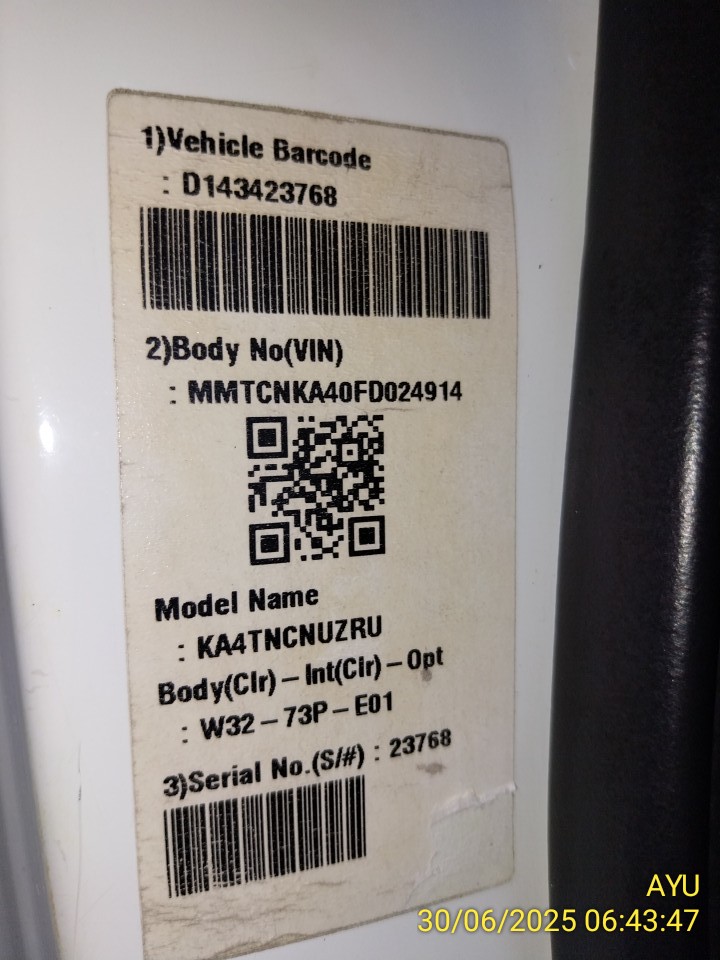 1)Vehicle Barcode
: D143423768
2)Body No(VIN)
: MMTCNKA40FD024914
Model Name
: KA4TNCNUZRU
Body(Clr) – Int(Clr) – Opt
: W32 – 73P – E01
3)Serial No.(S/#) : 23768
AYU
30/06/2025 06:43:47